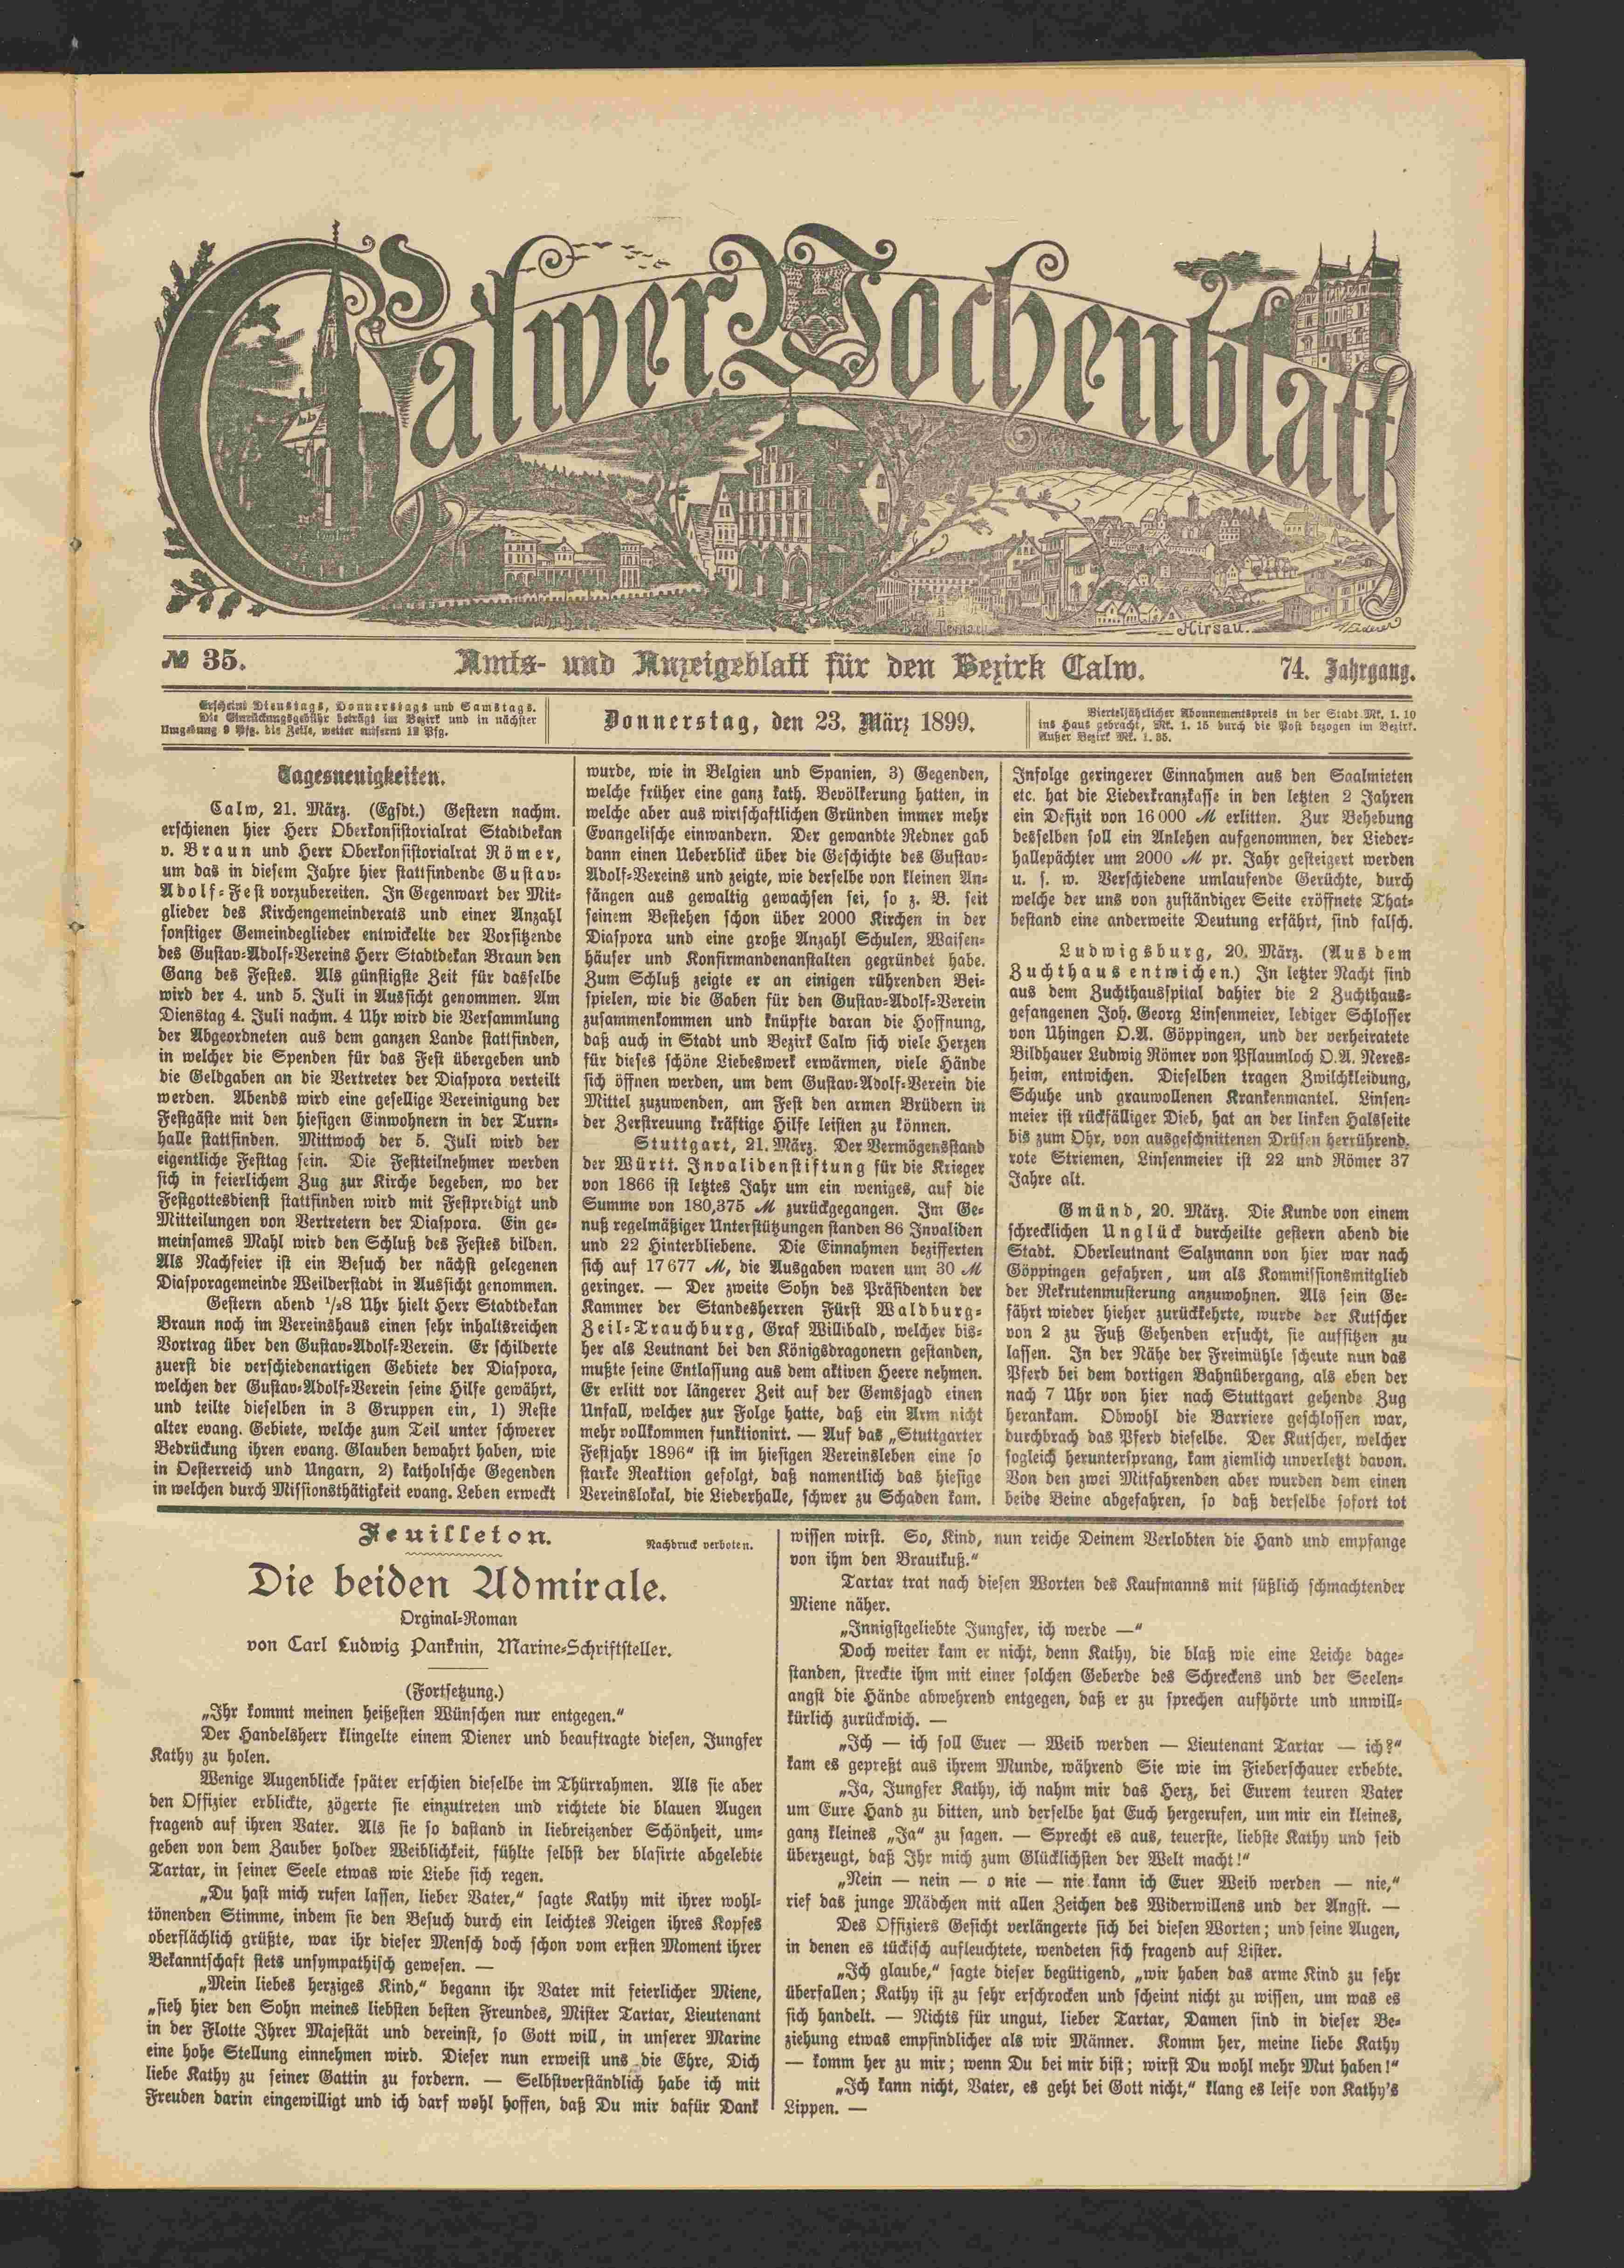 Calwer Wochenblatt
Hirsau.
№ 35.
Amts- und Anzeigeblatt für den Bezirk Calw.
74. Jahrgang.
Erscheint Dienstags, Donnerstags und Samstags.
Die Einrückungsgebühr beträgt im Bezirk und in nächster
Umgebung 9 Pfg. die Zeile, weiter entfernt 12 Pfg.
Donnerstag, den 23. März 1899.
Vierteljährlicher Abonnementspreis in der Stadt Mk. 1. 10
ins Haus gebracht, Mk. 1. 15 durch die Post bezogen im Bezirk.
Außer Bezirk Mk. 1. 35.
Tagesneuigkeiten.
Calw, 21. März. (Egsdt.) Gestern nachm.
erschienen hier Herr Oberkonsistorialrat Stadtdekan
v. Braun und Herr Oberkonsistorialrat Römer,
um das in diesem Jahre hier stattfindende Gustav-
Adolf-Fest vorzubereiten. In Gegenwart der Mit-
glieder des Kirchengemeinderats und einer Anzahl
sonstiger Gemeindeglieder entwickelte der Vorsitzende
des Gustav-Adolf-Vereins Herr Stadtdekan Braun den
Gang des Festes. Als günstigste Zeit für dasselbe
wird der 4. und 5. Juli in Aussicht genommen. Am
Dienstag 4. Juli nachm. 4 Uhr wird die Versammlung
der Abgeordneten aus dem ganzen Lande stattfinden,
in welcher die Spenden für das Fest übergeben und
die Geldgaben an die Vertreter der Diaspora verteilt
werden. Abends wird eine gesellige Vereinigung der
Festgäste mit den hiesigen Einwohnern in der Turn-
halle stattfinden. Mittwoch der 5. Juli wird der
eigentliche Festtag sein. Die Festteilnehmer werden
sich in feierlichem Zug zur Kirche begeben, wo der
Festgottesdienst stattfinden wird mit Festpredigt und
Mitteilungen von Vertretern der Diaspora. Ein ge-
meinsames Mahl wird den Schluß des Festes bilden.
Als Nachfeier ist ein Besuch der nächst gelegenen
Diasporagemeinde Weilderstadt in Aussicht genommen.
Gestern abend ½8 Uhr hielt Herr Stadtdekan
Braun noch im Vereinshaus einen sehr inhaltsreichen
Vortrag über den Gustav-Adolf-Verein. Er schilderte
zuerst die verschiedenartigen Gebiete der Diaspora,
welchen der Gustav-Adolf-Verein seine Hilfe gewährt,
und teilte dieselben in 3 Gruppen ein, 1) Reste
alter evang. Gebiete, welche zum Teil unter schwerer
Bedrückung ihren evang. Glauben bewahrt haben, wie
in Oesterreich und Ungarn, 2) katholische Gegenden
in welchen durch Missionsthätigkeit evang. Leben erweckt
wurde, wie in Belgien und Spanien, 3) Gegenden,
welche früher eine ganz kath. Bevölkerung hatten, in
welche aber aus wirtschaftlichen Gründen immer mehr
Evangelische einwandern. Der gewandte Redner gab
dann einen Ueberblick über die Geschichte des Gustav-
Adolf-Vereins und zeigte, wie derselbe von kleinen An-
fängen aus gewaltig gewachsen sei, so z. B. seit
seinem Bestehen schon über 2000 Kirchen in der
Diaspora und eine große Anzahl Schulen, Waisen-
häuser und Konfirmandenanstalten gegründet habe.
Zum Schluß zeigte er an einigen rührenden Bei-
spielen, wie die Gaben für den Gustav-Adolf-Verein
zusammenkommen und knüpfte daran die Hoffnung,
daß auch in Stadt und Bezirk Calw sich viele Herzen
für dieses schöne Liebeswerk erwärmen, viele Hände
sich öffnen werden, um dem Gustav-Adolf-Verein die
Mittel zuzuwenden, am Fest den armen Brüdern in
der Zerstreuung kräftige Hilfe leisten zu können.
Stuttgart, 21. März. Der Vermögensstand
der Württ. Invalidenstiftung für die Krieger
von 1866 ist letztes Jahr um ein weniges, auf die
Summe von 180,375 M zurückgegangen. Im Ge-
nuß regelmäßiger Unterstützungen standen 86 Invaliden
und 22 Hinterbliebene. Die Einnahmen bezifferten
sich auf 17 677 M, die Ausgaben waren um 30 M
geringer. — Der zweite Sohn des Präsidenten der
Kammer der Standesherren Fürst Waldburg-
Zeil-Trauchburg, Graf Willibald, welcher bis-
her als Leutnant bei den Königsdragonern gestanden,
mußte seine Entlassung aus dem aktiven Heere nehmen.
Er erlitt vor längerer Zeit auf der Gemsjagd einen
Unfall, welcher zur Folge hatte, daß ein Arm nicht
mehr vollkommen funktionirt. — Auf das „Stuttgarter
Festjahr 1896“ ist im hiesigen Vereinsleben eine so
starke Reaktion gefolgt, daß namentlich das hiesige
Vereinslokal, die Liederhalle, schwer zu Schaden kam.
Infolge geringerer Einnahmen aus den Saalmieten
etc. hat die Liederkranzkasse in den letzten 2 Jahren
ein Defizit von 16 000 M erlitten. Zur Behebung
desselben soll ein Anlehen aufgenommen, der Lieder-
hallepächter um 2000 M pr. Jahr gesteigert werden
u. s. w. Verschiedene umlaufende Gerüchte, durch
welche der uns von zuständiger Seite eröffnete That-
bestand eine anderweite Deutung erfährt, sind falsch.
Ludwigsburg, 20. März. (Aus dem
Zuchthaus entwichen.) In letzter Nacht sind
aus dem Zuchthausspital dahier die 2 Zuchthaus-
gefangenen Joh. Georg Linsenmeier, lediger Schlosser
von Uhingen O.A. Göppingen, und der verheiratete
Bildhauer Ludwig Römer von Pflaumloch O.A. Neres-
heim, entwichen. Dieselben tragen Zwilchkleidung,
Schuhe und grauwollenen Krankenmantel. Linsen-
meier ist rückfälliger Dieb, hat an der linken Halsseite
bis zum Ohr, von ausgeschnittenen Drüsen herrührend.
rote Striemen, Linsenmeier ist 22 und Römer 37
Jahre alt.
Gmünd, 20. März. Die Kunde von einem
schrecklichen Unglück durcheilte gestern abend die
Stadt. Oberleutnant Salzmann von hier war nach
Göppingen gefahren, um als Kommissionsmitglied
der Rekrutenmusterung anzuwohnen. Als sein Ge-
fährt wieder hieher zurückkehrte, wurde der Kutscher
von 2 zu Fuß Gehenden ersucht, sie aufsitzen zu
lassen. In der Nähe der Freimühle scheute nun das
Pferd bei dem dortigen Bahnübergang, als eben der
nach 7 Uhr von hier nach Stuttgart gehende Zug
herankam. Obwohl die Barriere geschlossen war,
durchbrach das Pferd dieselbe. Der Kutscher, welcher
sogleich heruntersprang, kam ziemlich unverletzt davon.
Von den zwei Mitfahrenden aber wurden dem einen
beide Beine abgefahren, so daß derselbe sofort tot
Feuilleton.
Nachdruck verboten.
Die beiden Admirale.
Orginal-Roman
von Carl Ludwig Panknin, Marine-Schriftsteller.
(Fortsetzung.)
„Ihr kommt meinen heißesten Wünschen nur entgegen.“
Der Handelsherr klingelte einem Diener und beauftragte diesen, Jungfer
Kathy zu holen.
Wenige Augenblicke später erschien dieselbe im Thürrahmen. Als sie aber
den Offizier erblickte, zögerte sie einzutreten und richtete die blauen Augen
fragend auf ihren Vater. Als sie so dastand in liebreizender Schönheit, um-
geben von dem Zauber holder Weiblichkeit, fühlte selbst der blasirte abgelebte
Tartar, in seiner Seele etwas wie Liebe sich regen.
„Du hast mich rufen lassen, lieber Vater,“ sagte Kathy mit ihrer wohl-
tönenden Stimme, indem sie den Besuch durch ein leichtes Neigen ihres Kopfes
oberflächlich grüßte, war ihr dieser Mensch doch schon vom ersten Moment ihrer
Bekanntschaft stets unsympathisch gewesen. —
„Mein liebes herziges Kind,“ begann ihr Vater mit feierlicher Miene,
„sieh hier den Sohn meines liebsten besten Freundes, Mister Tartar, Lieutenant
in der Flotte Ihrer Majestät und dereinst, so Gott will, in unserer Marine
eine hohe Stellung einnehmen wird. Dieser nun erweist uns die Ehre, Dich
liebe Kathy zu seiner Gattin zu fordern. — Selbstverständlich habe ich mit
Freuden darin eingewilligt und ich darf wohl hoffen, daß Du mir dafür Dank
wissen wirst. So, Kind, nun reiche Deinem Verlobten die Hand und empfange
von ihm den Brautkuß.“
Tartar trat nach diesen Worten des Kaufmanns mit süßlich schmachtender
Miene näher.
„Innigstgeliebte Jungfer, ich werde —“
Doch weiter kam er nicht, denn Kathy, die blaß wie eine Leiche dage-
standen, streckte ihm mit einer solchen Geberde des Schreckens und der Seelen-
angst die Hände abwehrend entgegen, daß er zu sprechen aufhörte und unwill-
kürlich zurückwich. —
„Ich — ich soll Euer — Weib werden — Lieutenant Tartar — ich?“
kam es gepreßt aus ihrem Munde, während Sie wie im Fieberschauer erbebte.
„Ja, Jungfer Kathy, ich nahm mir das Herz, bei Eurem teuren Vater
um Eure Hand zu bitten, und derselbe hat Euch hergerufen, um mir ein kleines,
ganz kleines „Ja“ zu sagen. — Sprecht es aus, teuerste, liebste Kathy und seid
überzeugt, daß Ihr mich zum Glücklichsten der Welt macht!“
„Nein — nein — o nie — nie kann ich Euer Weib werden — nie,“
rief das junge Mädchen mit allen Zeichen des Widerwillens und der Angst. —
Des Offiziers Gesicht verlängerte sich bei diesen Worten; und seine Augen,
in denen es tückisch aufleuchtete, wendeten sich fragend auf Lister.
„Ich glaube,“ sagte dieser begütigend, „wir haben das arme Kind zu sehr
überfallen; Kathy ist zu sehr erschrocken und scheint nicht zu wissen, um was es
sich handelt. — Nichts für ungut, lieber Tartar, Damen sind in dieser Be-
ziehung etwas empfindlicher als wir Männer. Komm her, meine liebe Kathy
— komm her zu mir; wenn Du bei mir bist; wirst Du wohl mehr Mut haben!“
„Ich kann nicht, Vater, es geht bei Gott nicht,“ klang es leise von Kathy's
Lippen. —